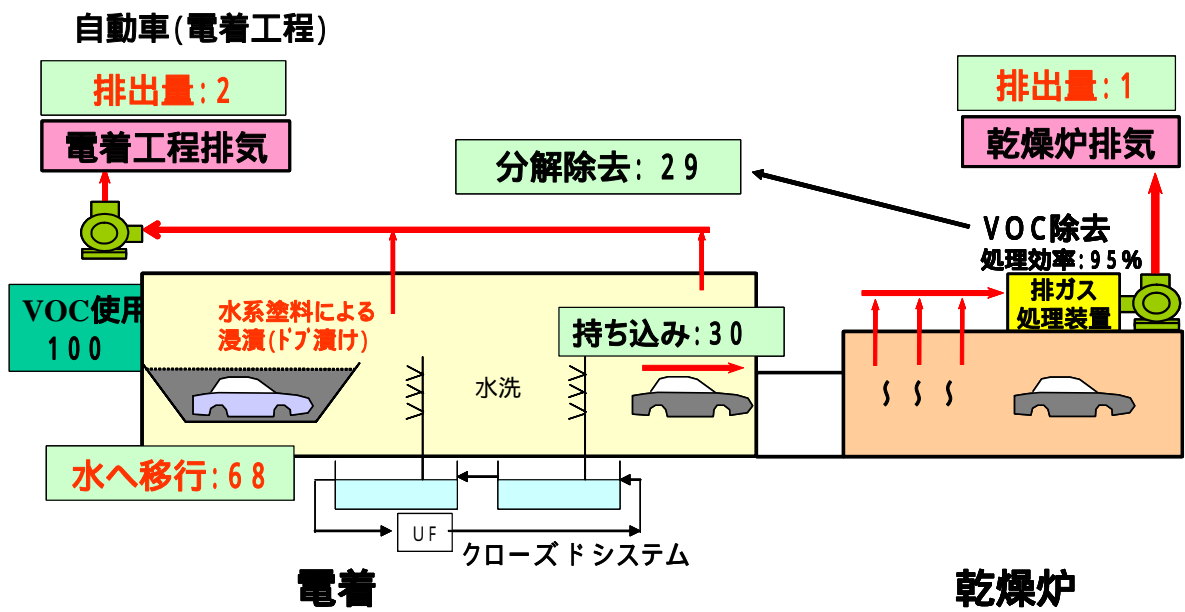 自動車(電着工程)
排出量:2
電着工程排気
排出量:1
乾燥炉排気
分解除去: 29
VOC除去
処理効率:95%
排ガス
処理装置
VOC使用
100
水系塗料による
浸漬(ﾄﾞﾌﾞ漬け)
持ち込み:30
水洗
水へ移行:68
UF
クローズドシステム
電着
乾燥炉